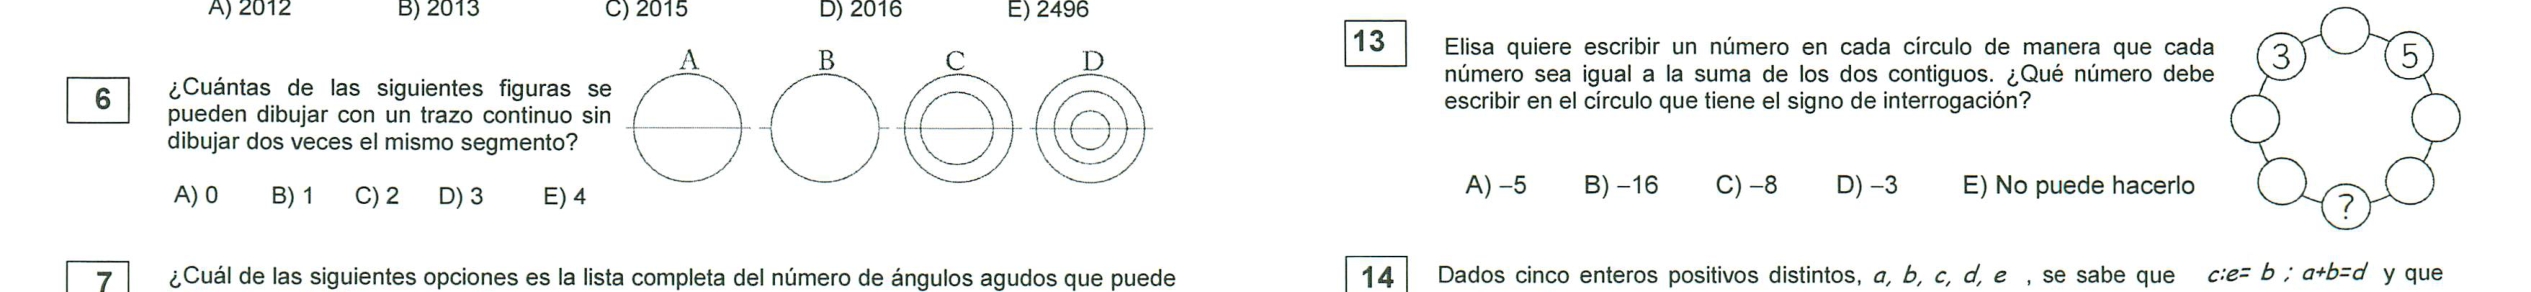 A) 2012 B) 2013 C) 2015 D) 2016 E) 2496
6
¿Cuántas de las siguientes figuras se
pueden dibujar con un trazo continuo sin
dibujar dos veces el mismo segmento?
A B C D
A) 0 B) 1 C) 2 D) 3 E) 4
7
¿Cuál de las siguientes opciones es la lista completa del número de ángulos agudos que puede
13
Elisa quiere escribir un número en cada círculo de manera que cada
número sea igual a la suma de los dos contiguos. ¿Qué número debe
escribir en el círculo que tiene el signo de interrogación?
3 5
?
A) –5 B) –16 C) –8 D) –3 E) No puede hacerlo
14
Dados cinco enteros positivos distintos, a, b, c, d, e , se sabe que c:e= b ; a+b=d y que